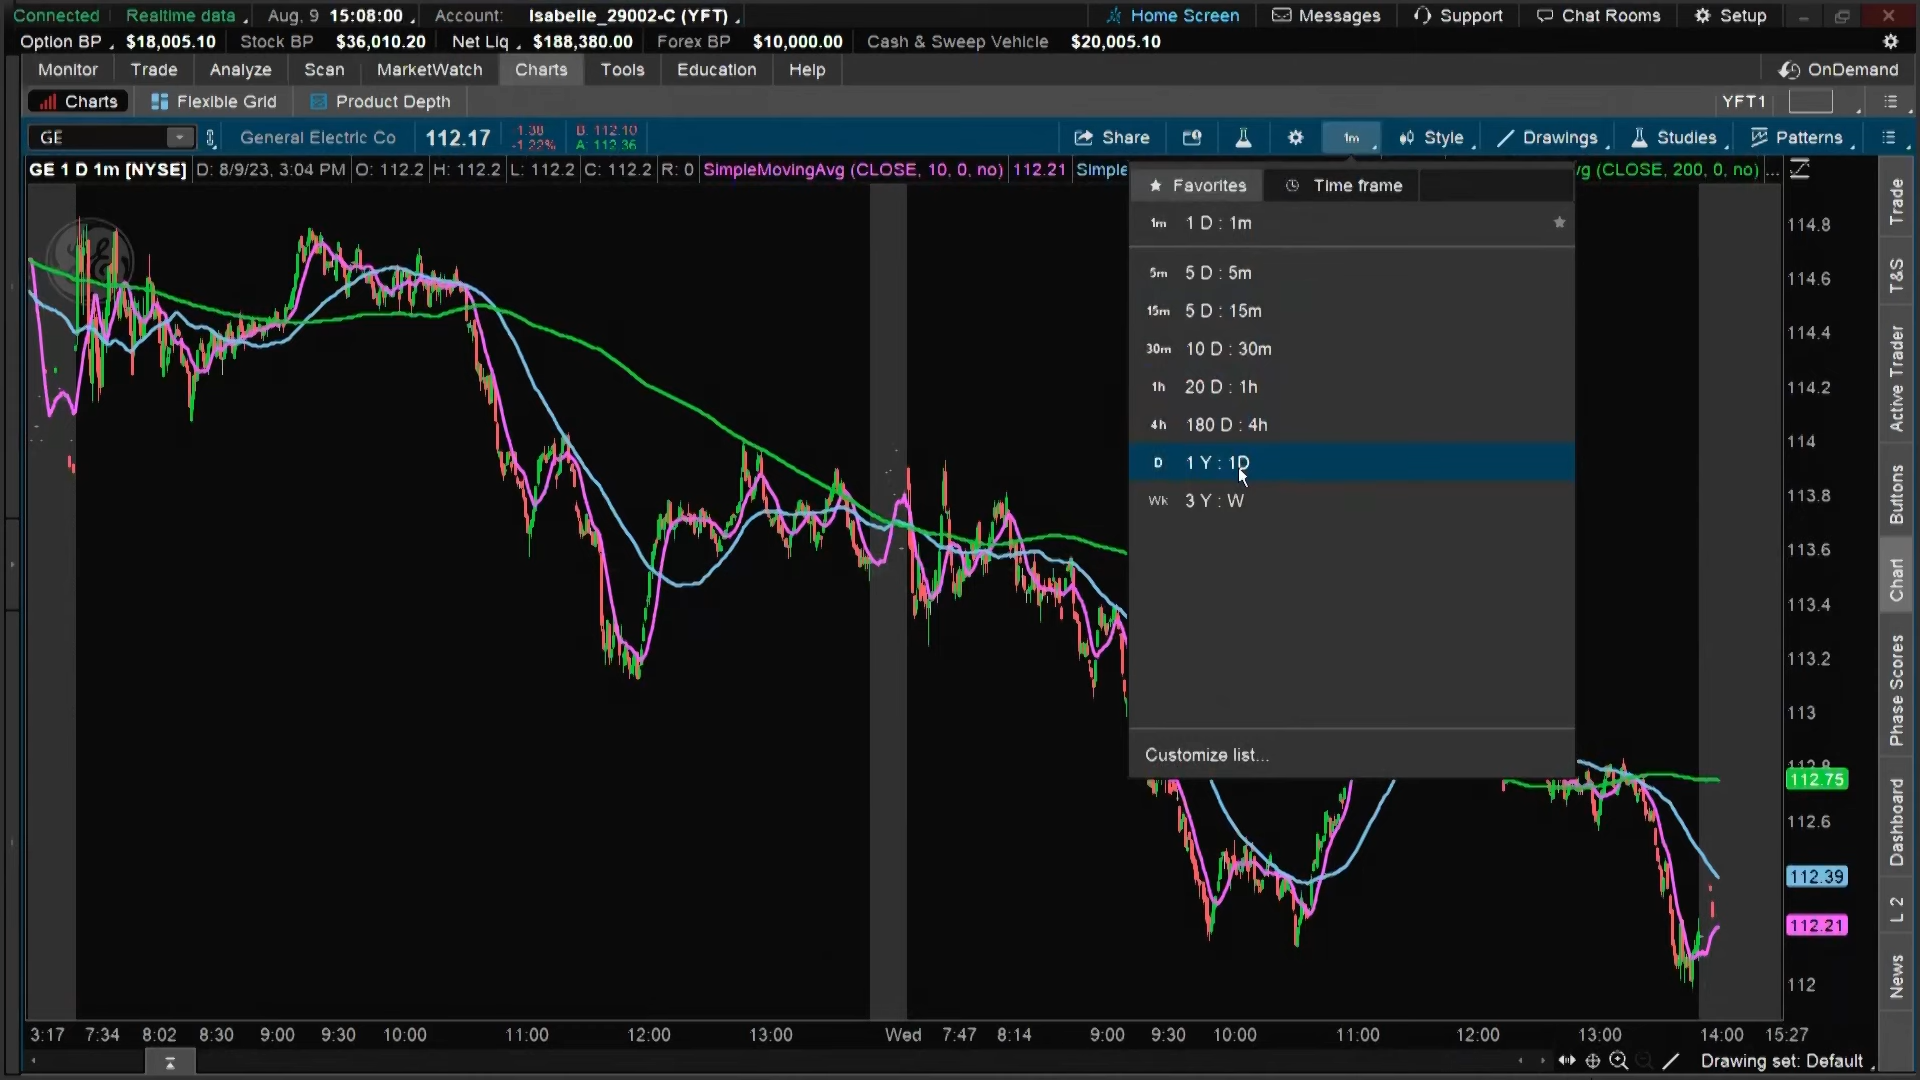 Connected Realtime data Aug. 9 15:08:00 Account: Isabelle_29002-C (YFT) Home Screen Messages Support Chat Rooms Setup
Option BP $18,005.10 Stock BP $36,010.20 Net Liq $188,380.00 Forex BP $10,000.00 Cash & Sweep Vehicle $20,005.10
Monitor Trade Analyze Scan MarketWatch Charts Tools Education Help OnDemand
Charts Flexible Grid Product Depth YFT1
GE General Electric Co 112.17 -1.38 B: 112.10 Share 1m Style Drawings Studies Patterns
-1.22% A: 112.36
GE 1 D 1m [NYSE] D: 8/9/23, 3:04 PM O: 112.2 H: 112.2 L: 112.2 C: 112.2 R: 0 SimpleMovingAvg (CLOSE, 10, 0, no) 112.21 Simple vg (CLOSE, 200, 0, no) ...
Favorites Time frame
1m 1 D : 1m
5m 5 D : 5m
15m 5 D : 15m
30m 10 D : 30m
1h 20 D : 1h
4h 180 D : 4h
D 1 Y : 1D
Wk 3 Y : W
Customize list...
114.8
114.6
114.4
114.2
114
113.8
113.6
113.4
113.2
113
112.8
112.75
112.6
112.39
112.21
112
Trade
T&S
Active Trader
Buttons
Chart
Phase Scores
Dashboard
L 2
News
3:17 7:34 8:02 8:30 9:00 9:30 10:00 11:00 12:00 13:00 Wed 7:47 8:14 9:00 9:30 10:00 11:00 12:00 13:00 14:00 15:27
Drawing set: Default